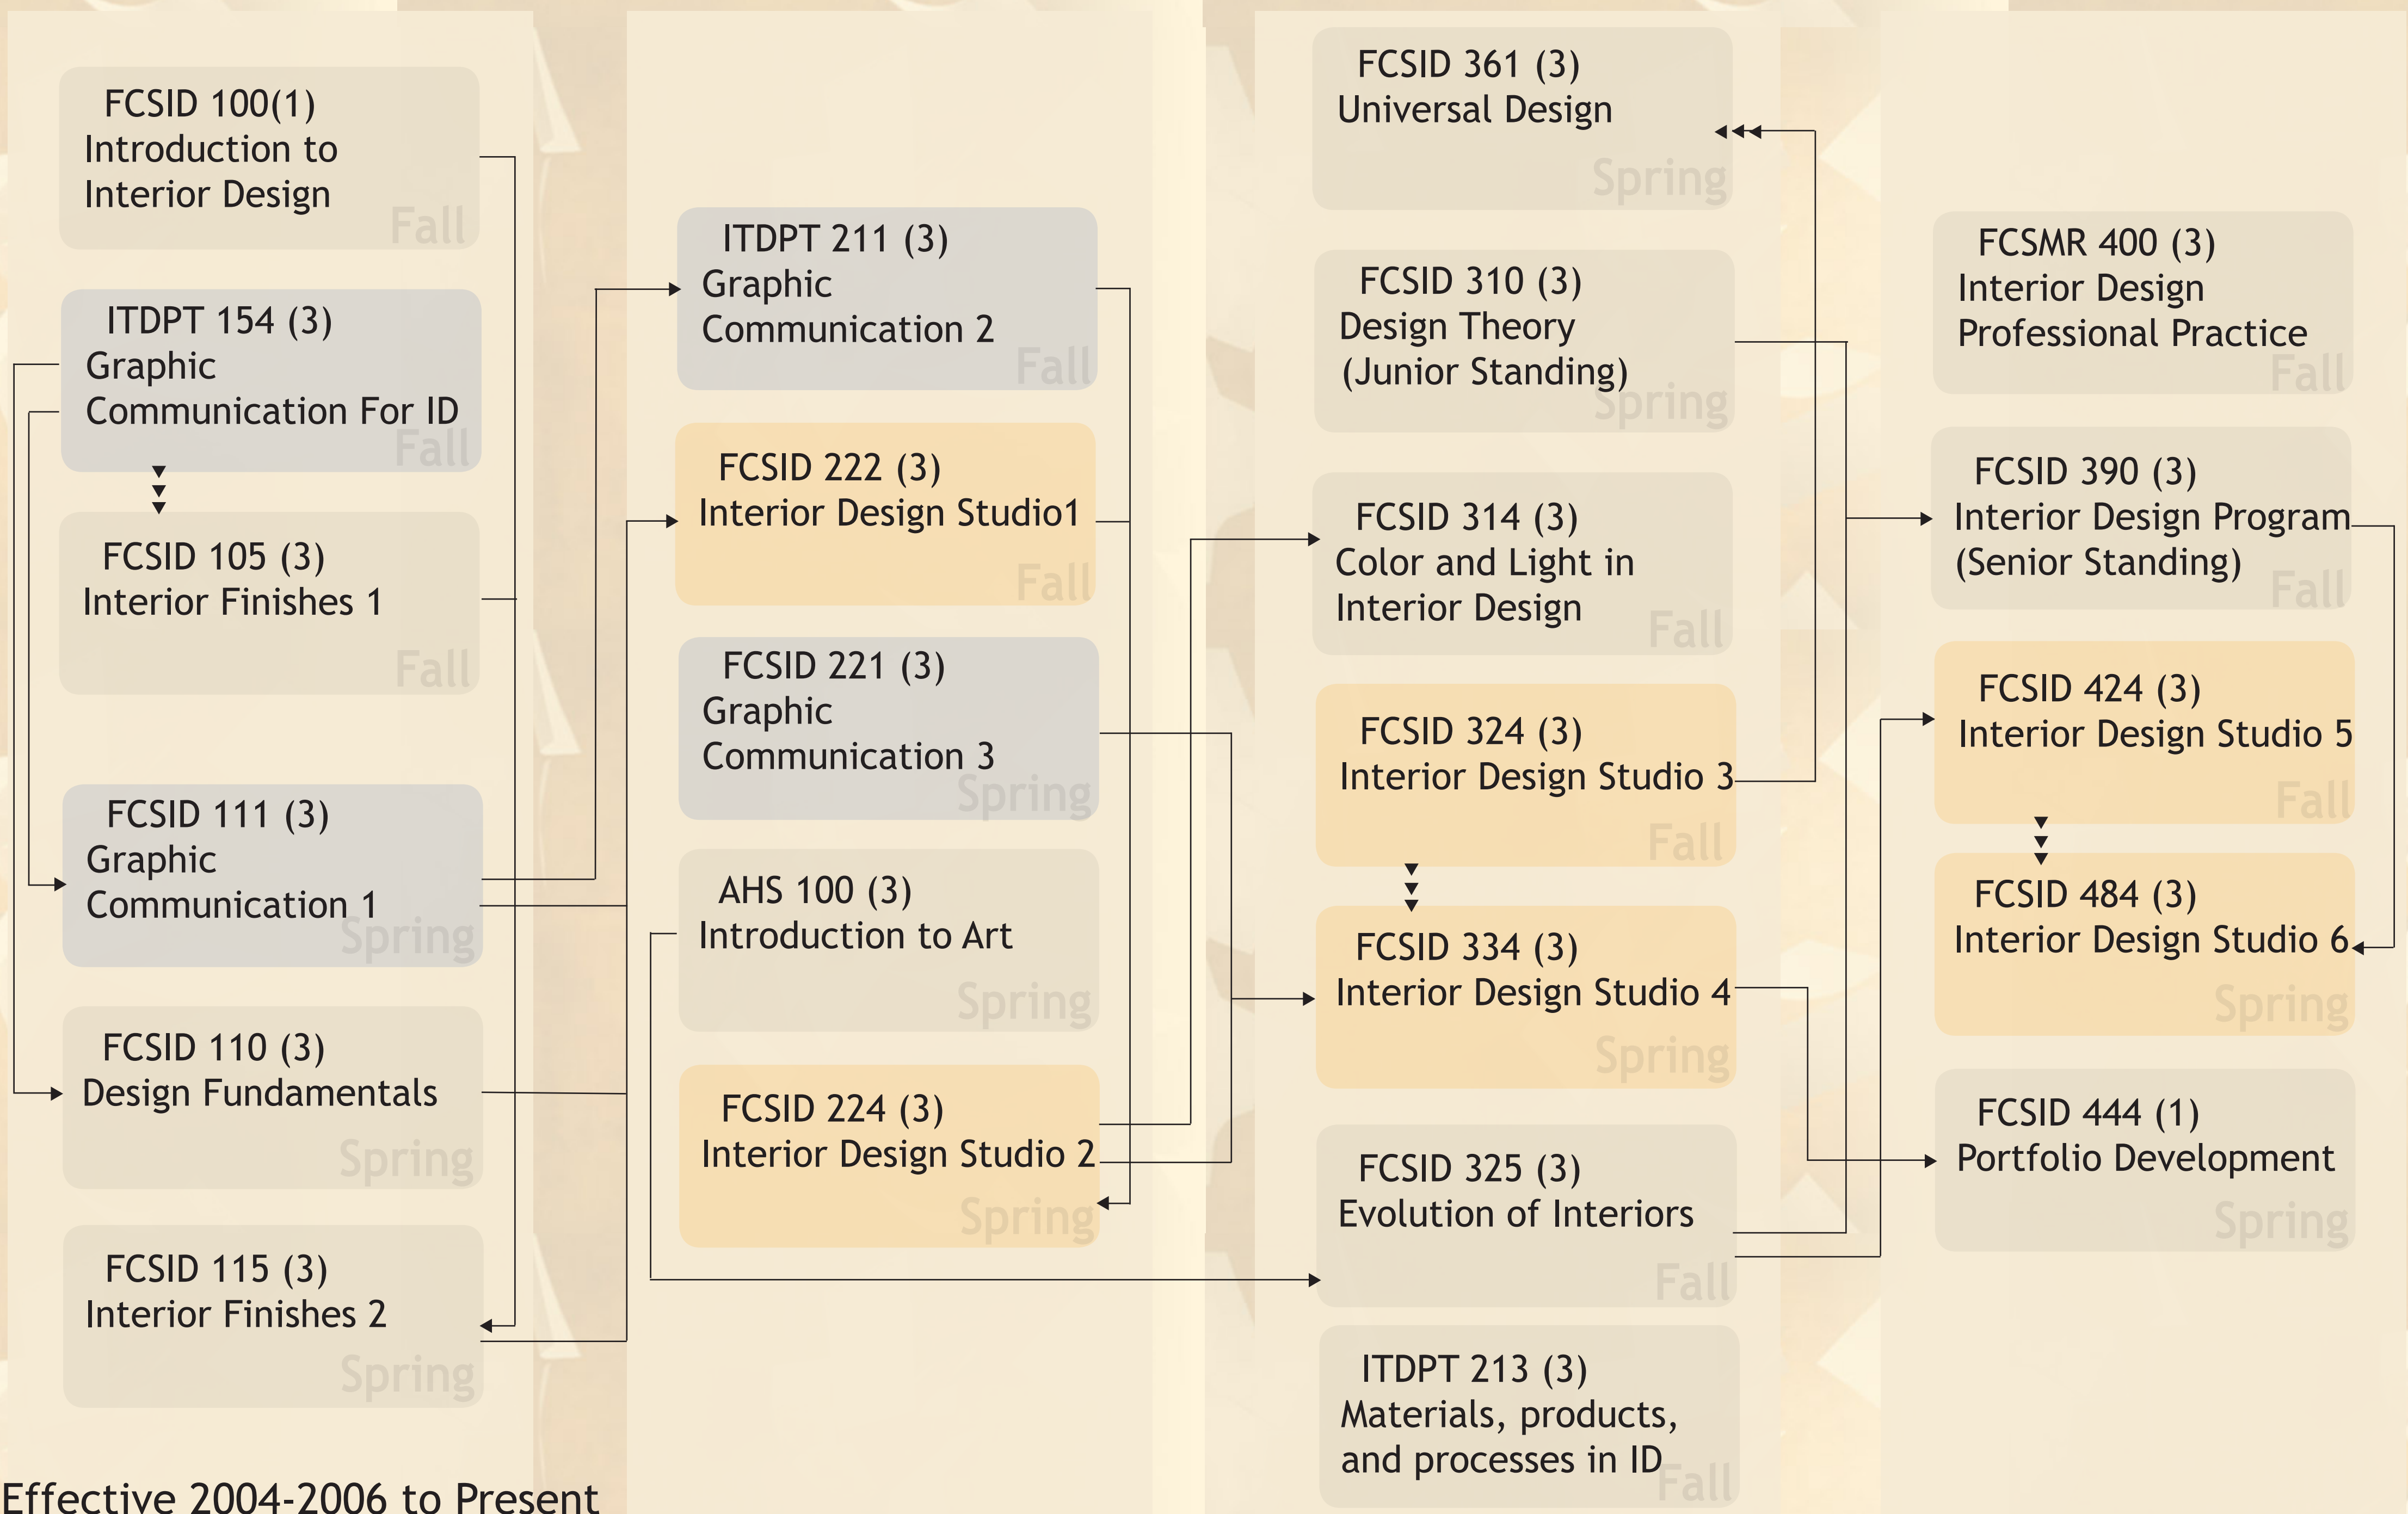 FCSID 100(1)
Introduction to
Interior Design
Fall
ITDPT 154 (3)
Graphic
Communication For ID
Fall
FCSID 105 (3)
Interior Finishes 1
Fall
FCSID 111 (3)
Graphic
Communication 1
Spring
FCSID 110 (3)
Design Fundamentals
Spring
FCSID 115 (3)
Interior Finishes 2
Spring
ITDPT 211 (3)
Graphic
Communication 2
Fall
FCSID 222 (3)
Interior Design Studio1
Fall
FCSID 221 (3)
Graphic
Communication 3
Spring
AHS 100 (3)
Introduction to Art
Spring
FCSID 224 (3)
Interior Design Studio 2
Spring
FCSID 361 (3)
Universal Design
Spring
FCSID 310 (3)
Design Theory
(Junior Standing)
Spring
FCSID 314 (3)
Color and Light in
Interior Design
Fall
FCSID 324 (3)
Interior Design Studio 3
Fall
FCSID 334 (3)
Interior Design Studio 4
Spring
FCSID 325 (3)
Evolution of Interiors
Fall
ITDPT 213 (3)
Materials, products,
and processes in ID
Fall
FCSMR 400 (3)
Interior Design
Professional Practice
Fall
FCSID 390 (3)
Interior Design Program
(Senior Standing)
Fall
FCSID 424 (3)
Interior Design Studio 5
Fall
FCSID 484 (3)
Interior Design Studio 6
Spring
FCSID 444 (1)
Portfolio Development
Spring
Effective 2004-2006 to Present